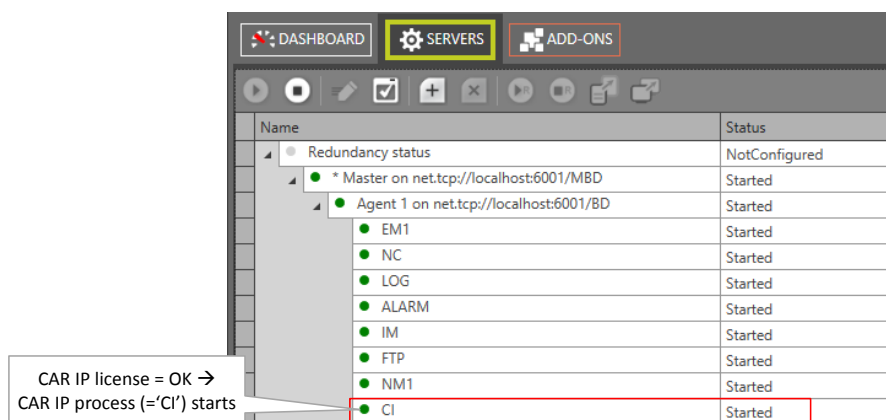 DASHBOARD SERVERS ADD-ONS
Name Status
Redundancy status NotConfigured
* Master on net.tcp://localhost:6001/MBD Started
Agent 1 on net.tcp://localhost:6001/BD Started
EM1 Started
NC Started
LOG Started
ALARM Started
IM Started
FTP Started
NM1 Started
CI Started
CAR IP license = OK →
CAR IP process (='CI') starts